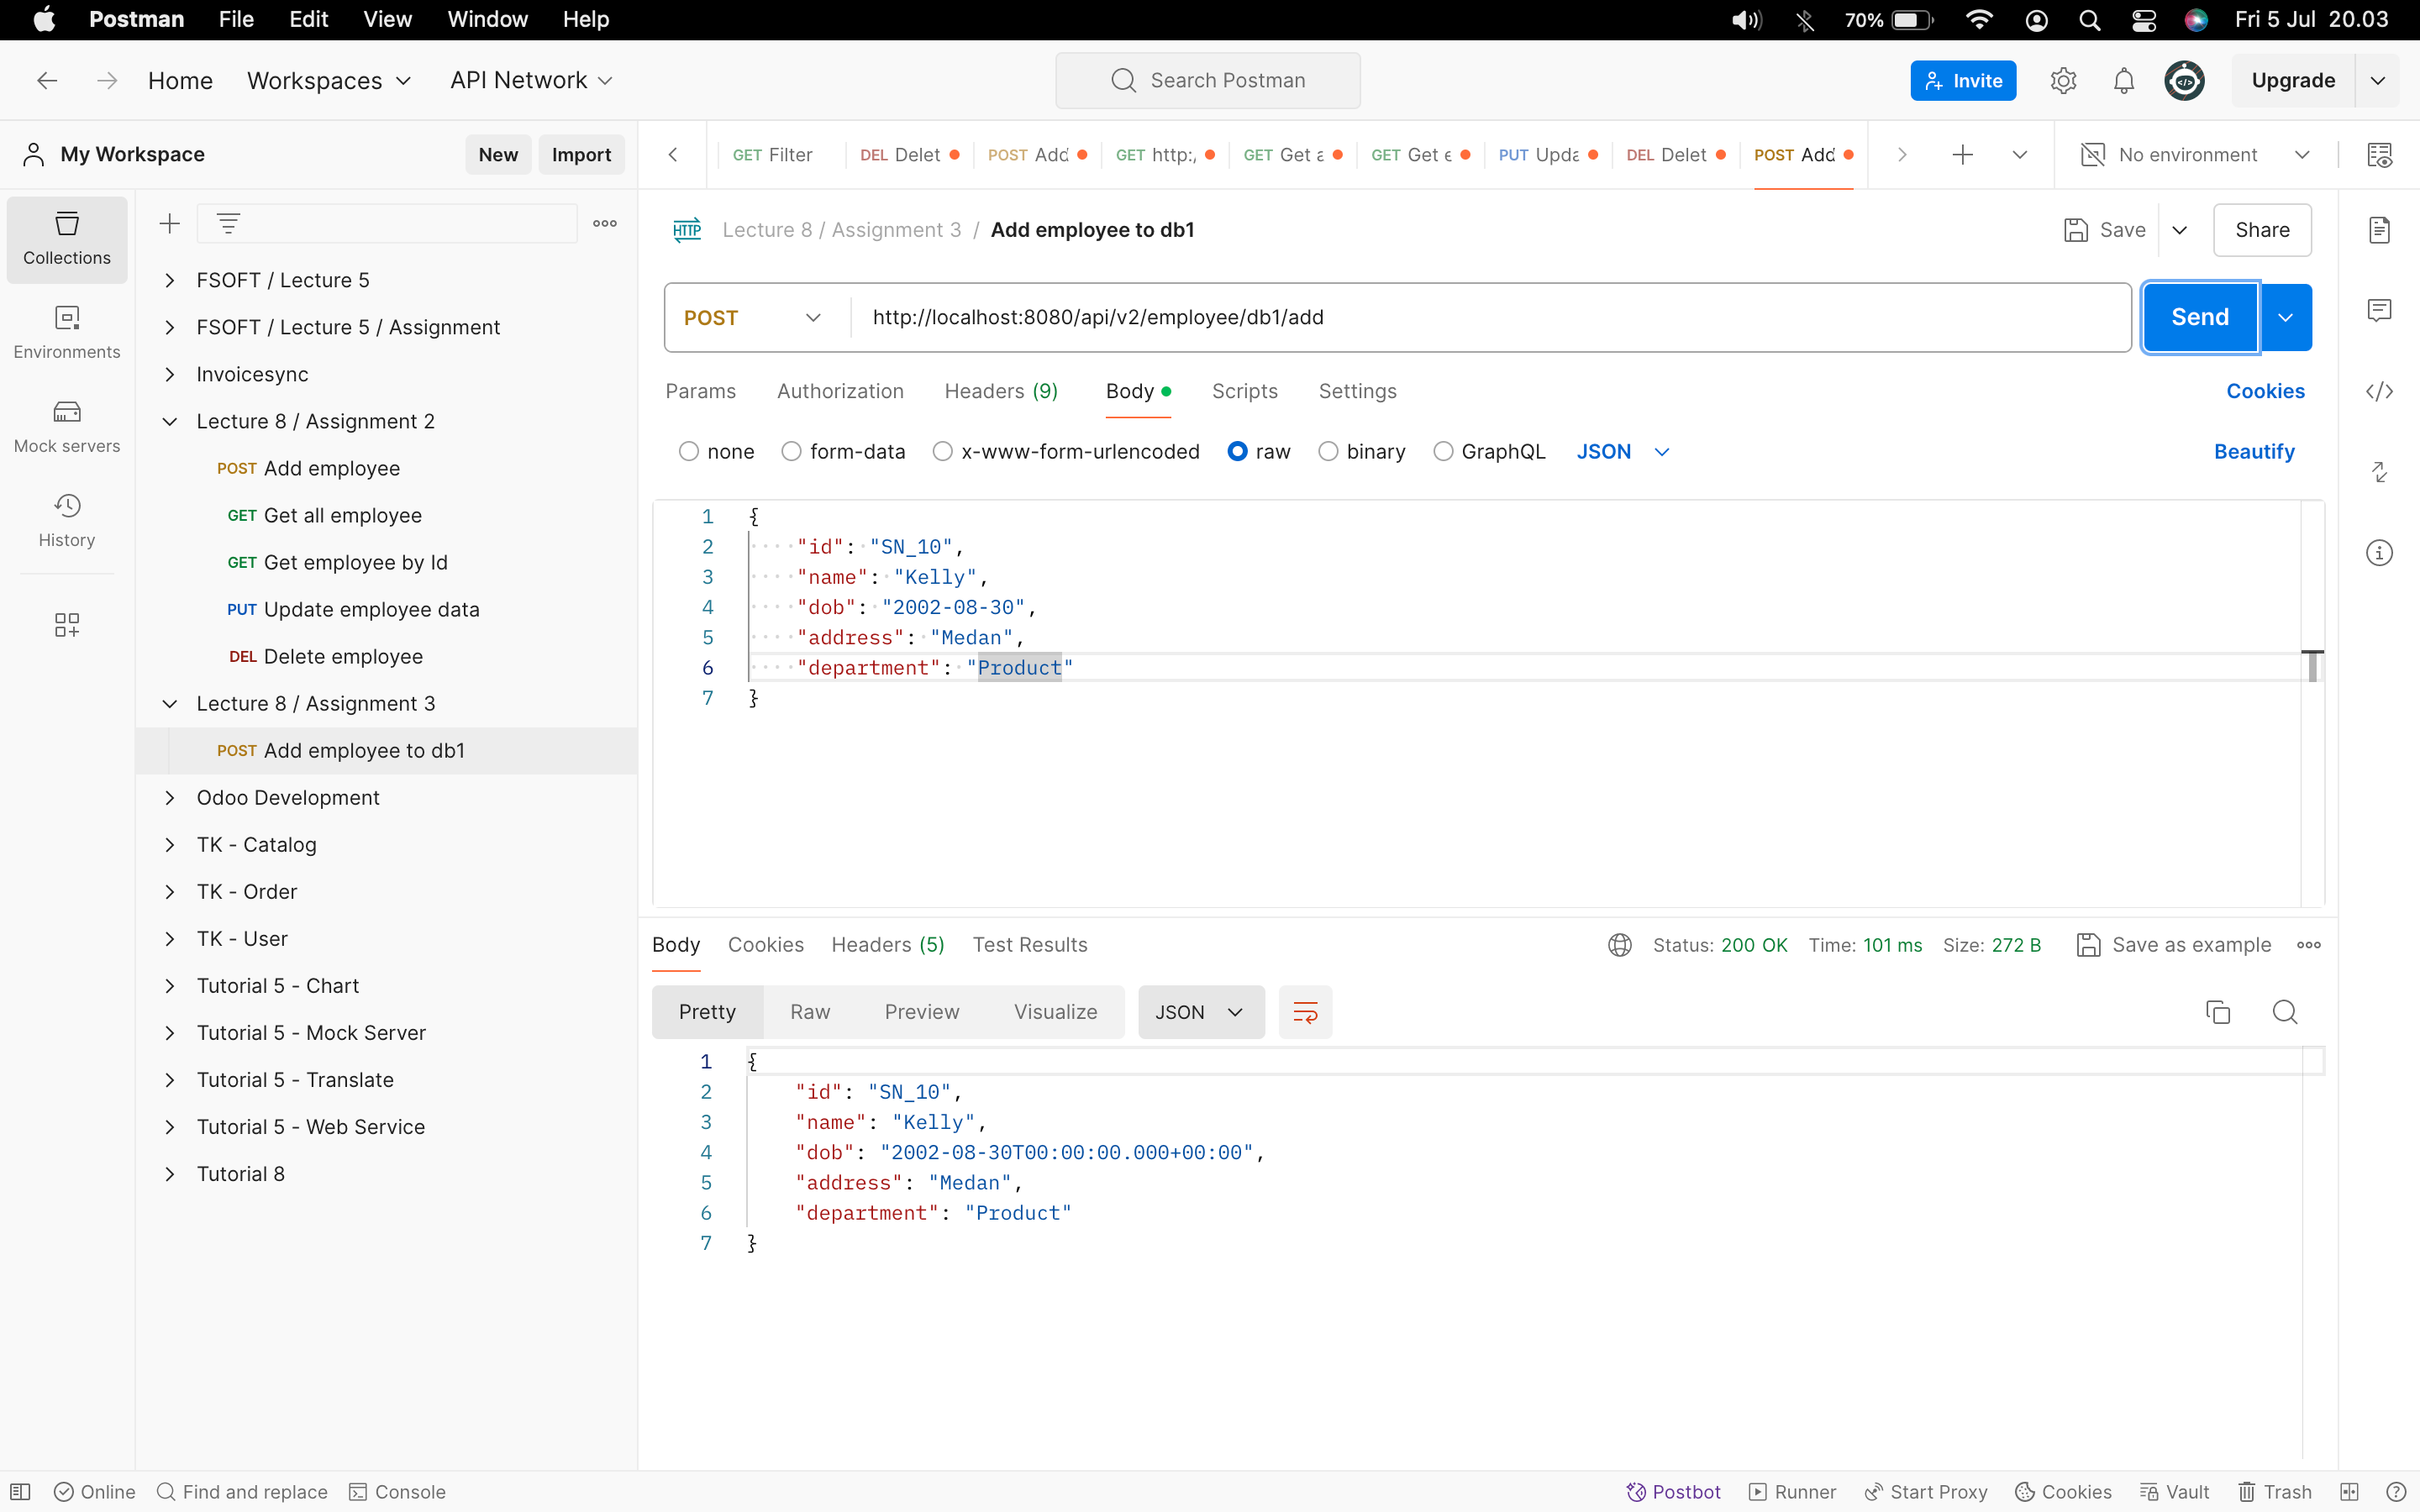 Postman File Edit View Window Help 70% Fri 5 Jul 20.03
Home Workspaces API Network Search Postman Invite Upgrade
My Workspace New Import
GET Filter DEL Delet POST Add GET http:/ GET Get a GET Get e PUT Upda DEL Delet POST Add No environment
Collections
Environments
Mock servers
History
FSOFT / Lecture 5
FSOFT / Lecture 5 / Assignment
Invoicesync
Lecture 8 / Assignment 2
POST Add employee
GET Get all employee
GET Get employee by Id
PUT Update employee data
DEL Delete employee
Lecture 8 / Assignment 3
POST Add employee to db1
Odoo Development
TK - Catalog
TK - Order
TK - User
Tutorial 5 - Chart
Tutorial 5 - Mock Server
Tutorial 5 - Translate
Tutorial 5 - Web Service
Tutorial 8
HTTP Lecture 8 / Assignment 3 / Add employee to db1 Save Share
POST http://localhost:8080/api/v2/employee/db1/add Send
Params Authorization Headers (9) Body Scripts Settings Cookies
none form-data x-www-form-urlencoded raw binary GraphQL JSON Beautify
1 {
2 "id": "SN_10",
3 "name": "Kelly",
4 "dob": "2002-08-30",
5 "address": "Medan",
6 "department": "Product"
7 }
Body Cookies Headers (5) Test Results Status: 200 OK Time: 101 ms Size: 272 B Save as example
Pretty Raw Preview Visualize JSON
1 {
2 "id": "SN_10",
3 "name": "Kelly",
4 "dob": "2002-08-30T00:00:00.000+00:00",
5 "address": "Medan",
6 "department": "Product"
7 }
Online Find and replace Console Postbot Runner Start Proxy Cookies Vault Trash